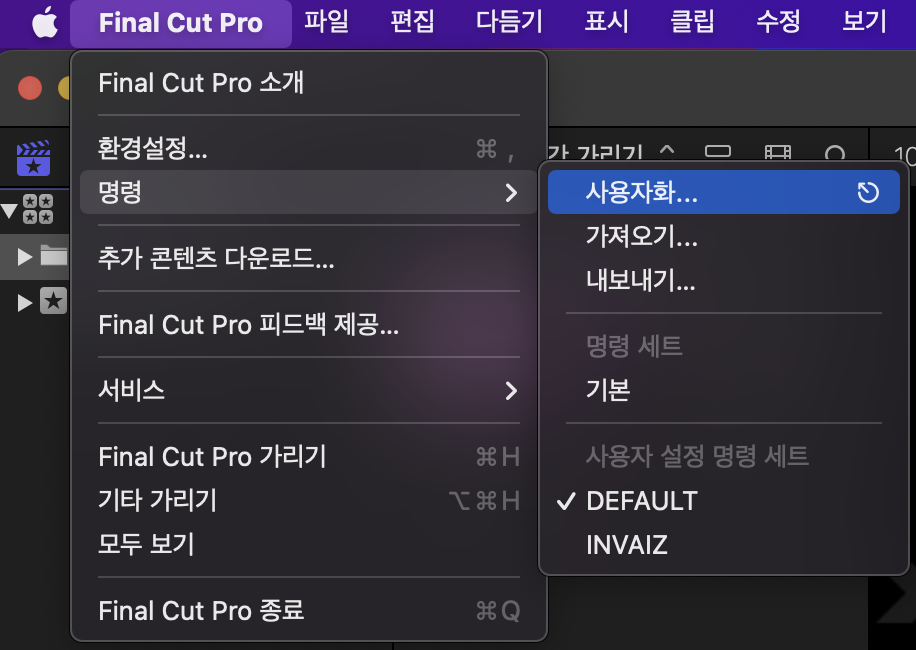 Final Cut Pro 파일 편집 다듬기 표시 클립 수정 보기
Final Cut Pro 소개
환경설정... ⌘ ,
명령
추가 콘텐츠 다운로드...
Final Cut Pro 피드백 제공...
서비스
Final Cut Pro 가리기 ⌘H
기타 가리기 ⌥⌘H
모두 보기
Final Cut Pro 종료 ⌘Q
가리기
사용자화...
가져오기...
내보내기...
명령 세트
기본
사용자 설정 명령 세트
✓ DEFAULT
INVAIZ